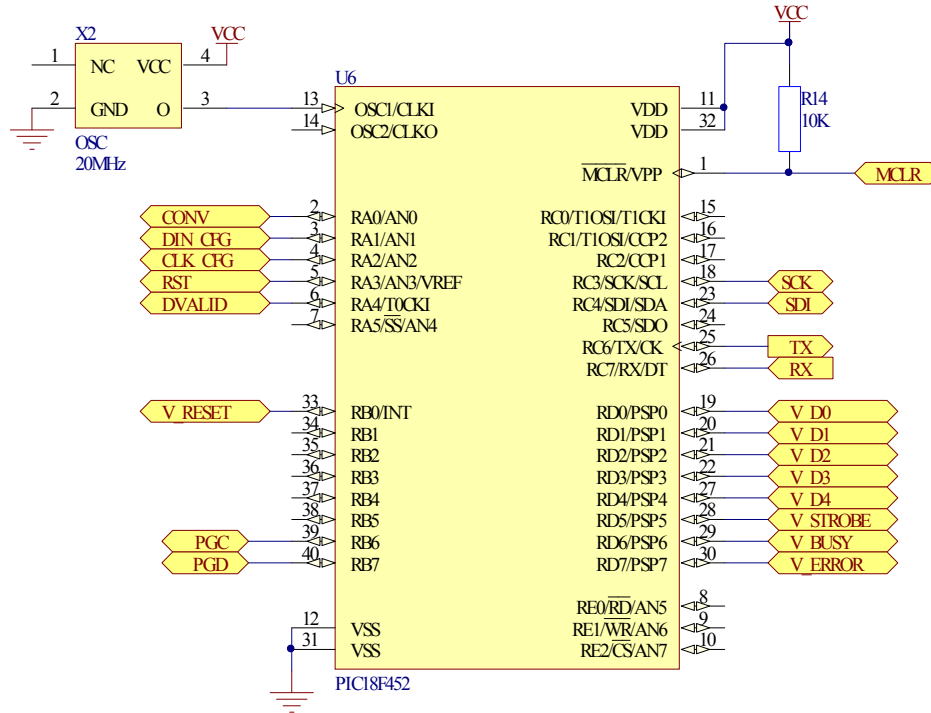 X2
VCC
1 NC VCC 4
2 GND O 3
OSC
20MHz
VCC
R14
10K
U6
13 OSC1/CLKI VDD 11
14 OSC2/CLKO VDD 32
MCLR/VPP 1 MCLR
CONV 2 RA0/AN0 RC0/T1OSI/T1CKI 15
DIN_CFG 3 RA1/AN1 RC1/T1OSI/CCP2 16
CLK_CFG 4 RA2/AN2 RC2/CCP1 17
RST 5 RA3/AN3/VREF RC3/SCK/SCL 18 SCK
DVALID 6 RA4/T0CKI RC4/SDI/SDA 23 SDI
7 RA5/SS/AN4 RC5/SDO 24
RC6/TX/CK 25 TX
RC7/RX/DT 26 RX
V_RESET 33 RB0/INT RD0/PSP0 19 V_D0
34 RB1 RD1/PSP1 20 V_D1
35 RB2 RD2/PSP2 21 V_D2
36 RB3 RD3/PSP3 22 V_D3
37 RB4 RD4/PSP4 27 V_D4
38 RB5 RD5/PSP5 28 V_STROBE
PGC 39 RB6 RD6/PSP6 29 V_BUSY
PGD 40 RB7 RD7/PSP7 30 V_ERROR
RE0/RD/AN5 8
12 VSS RE1/WR/AN6 9
31 VSS RE2/CS/AN7 10
PIC18F452